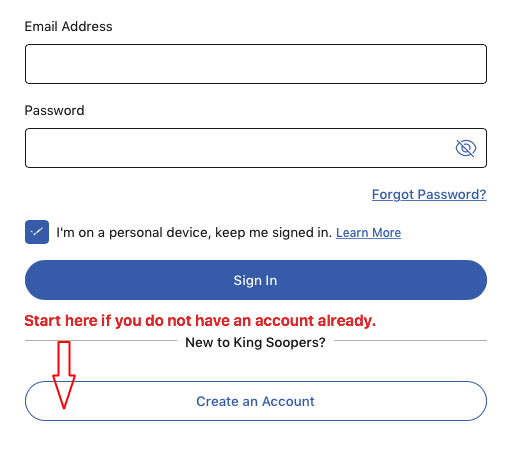 Email Address
Password
Forgot Password?
I'm on a personal device, keep me signed in. Learn More
Sign In
Start here if you do not have an account already.
New to King Soopers?
Create an Account